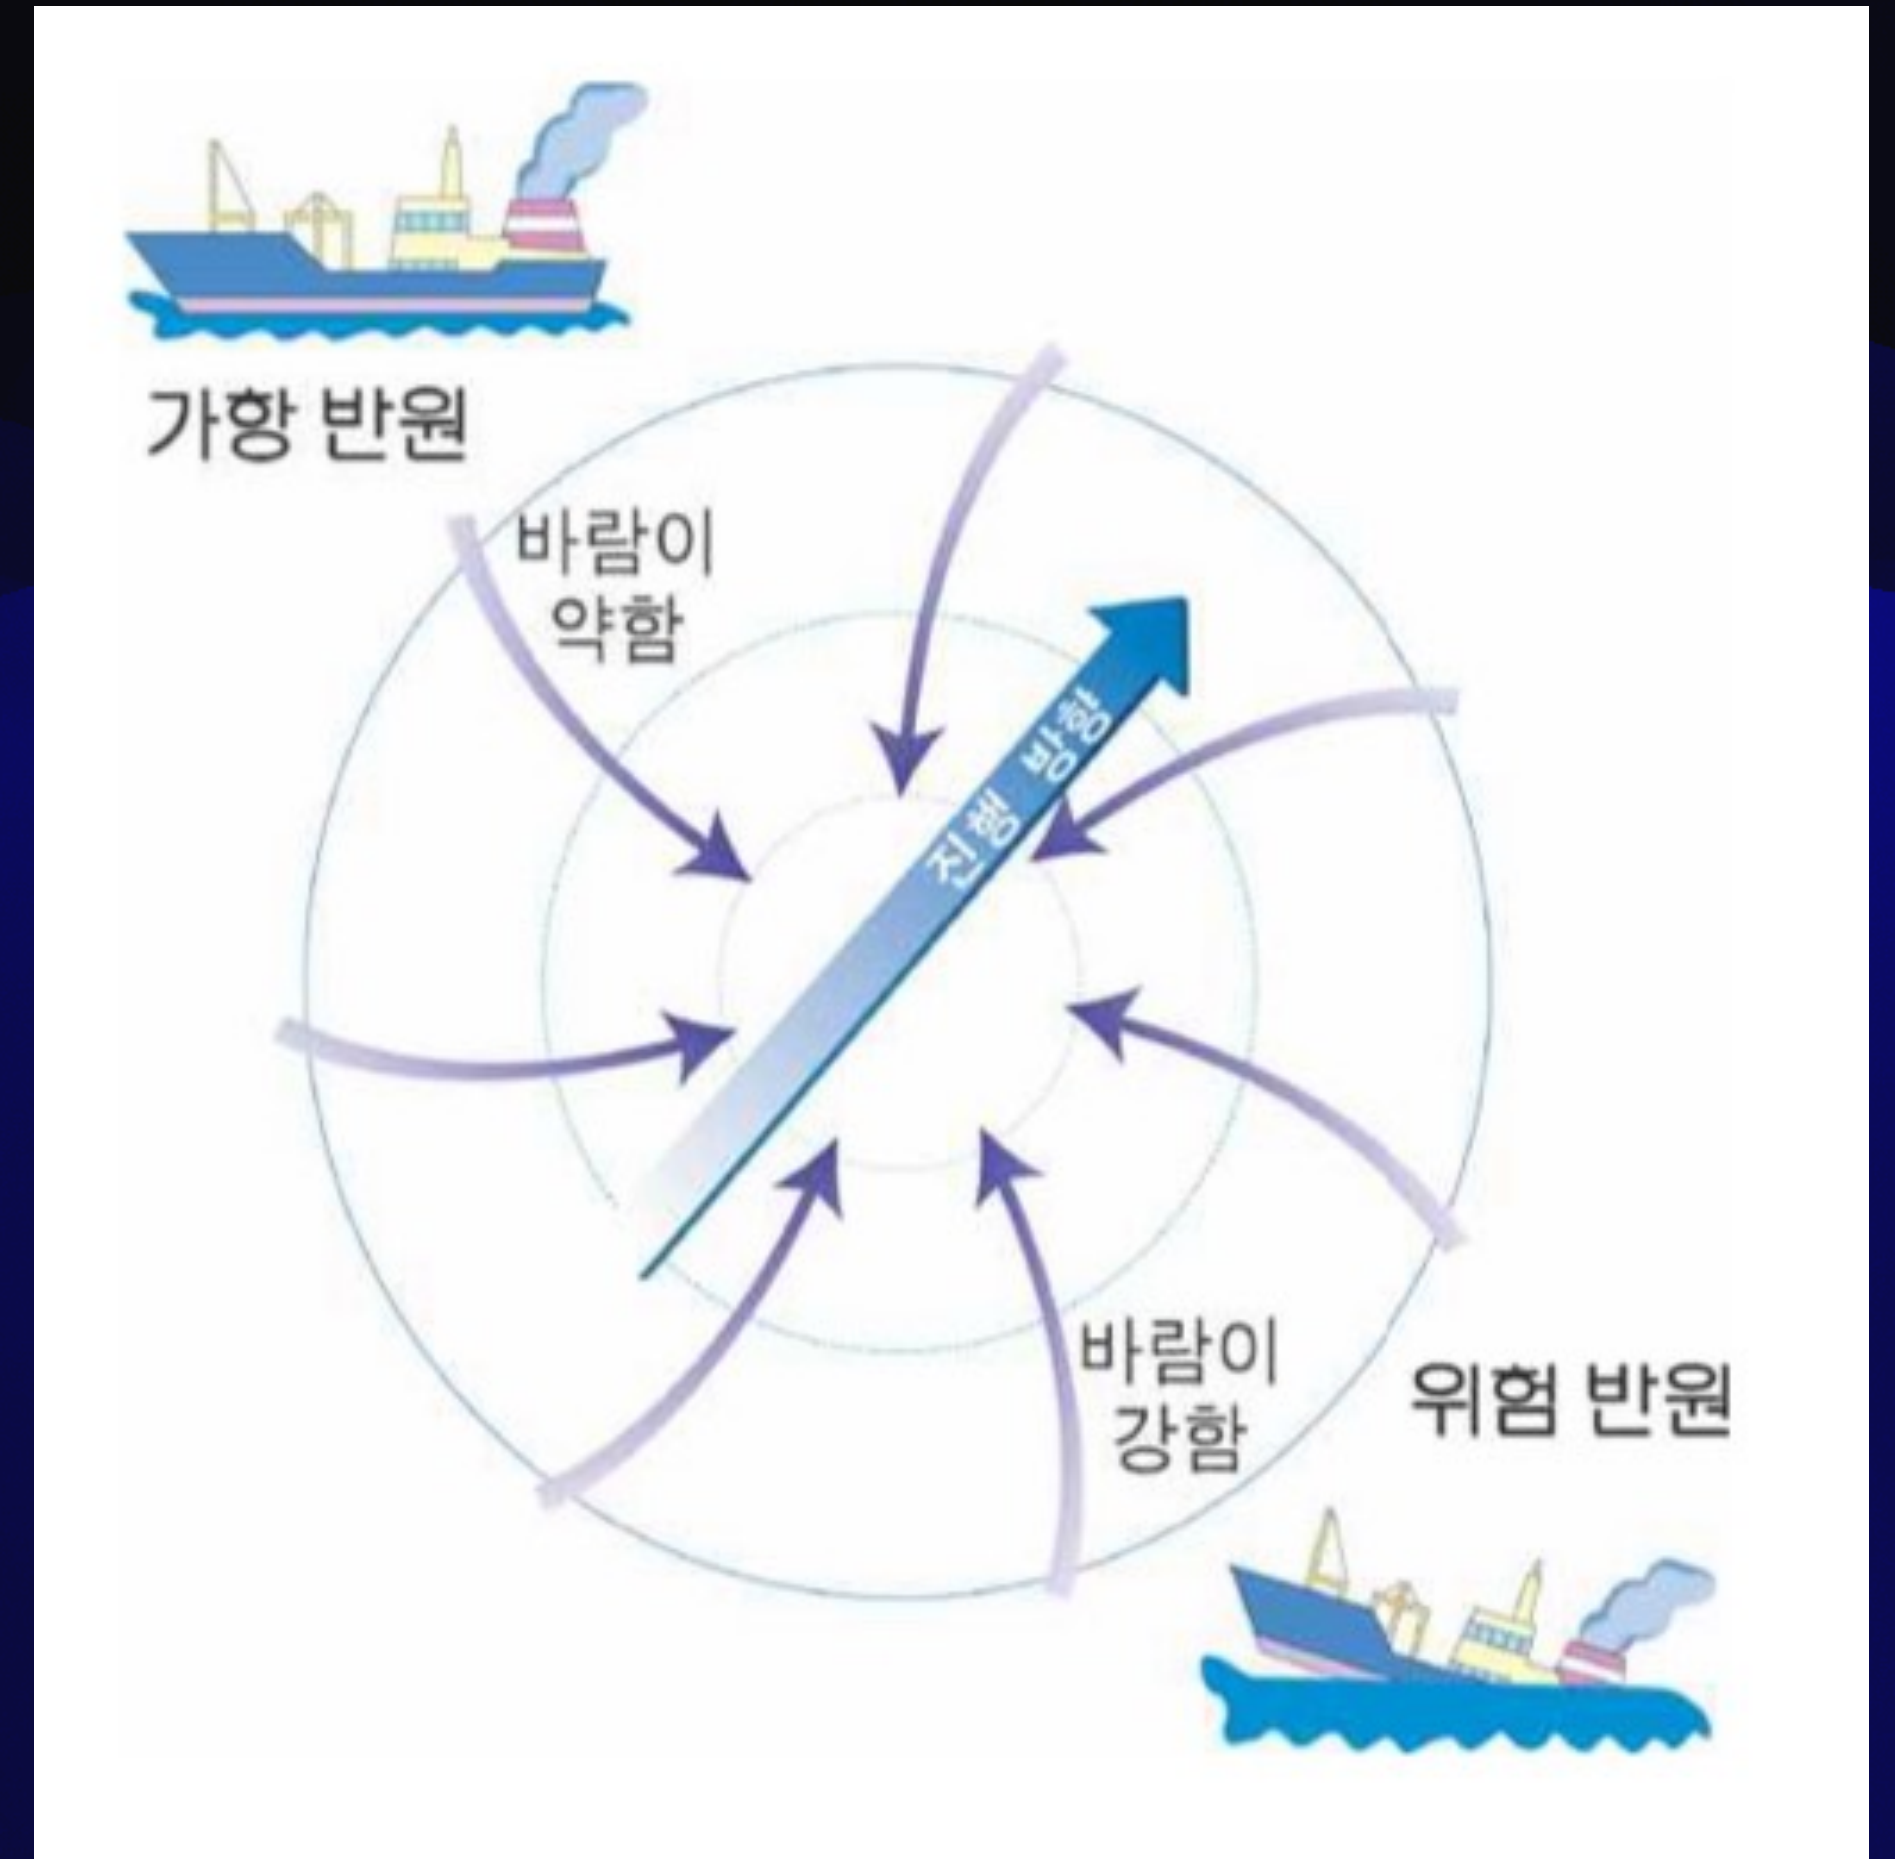 가항 반원
바람이
약함
진행 방향
바람이
강함
위험 반원